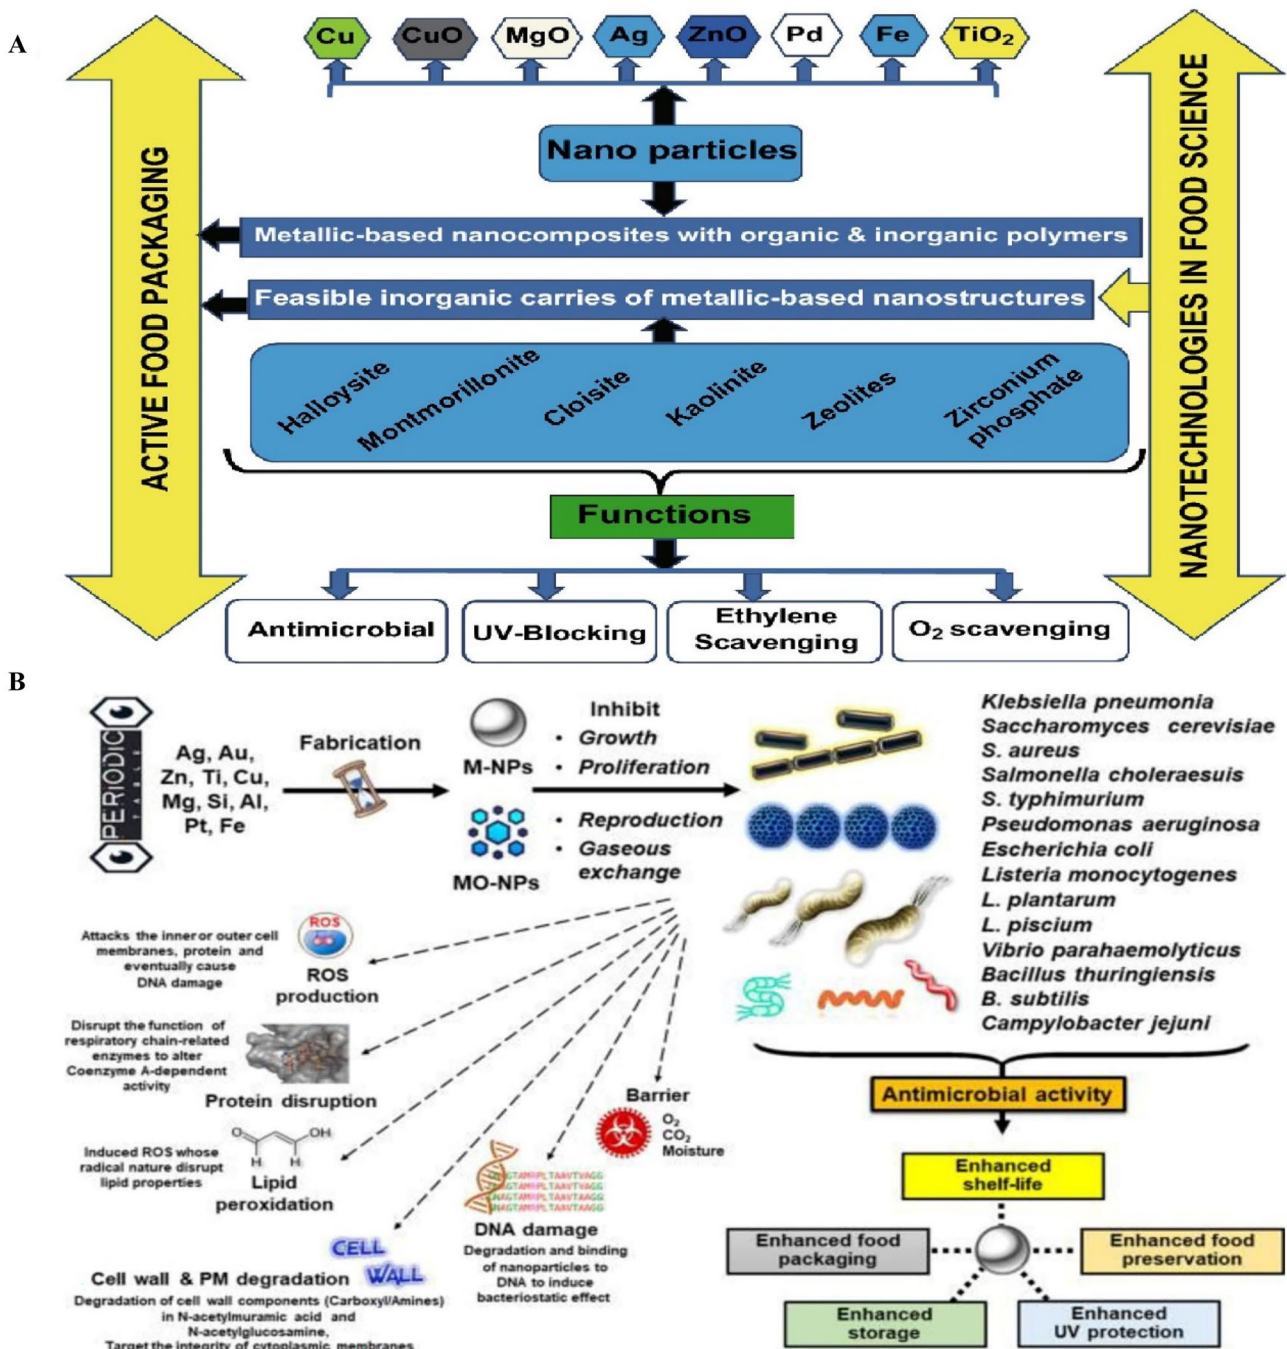 A
Cu
CuO
MgO
Ag
ZnO
Pd
Fe
TiO2
Nano particles
Metallic-based nanocomposites with organic & inorganic polymers
Feasible inorganic carries of metallic-based nanostructures
Halloysite
Montmorillonite
Cloisite
Kaolinite
Zeolites
Zirconium
phosphate
Functions
Antimicrobial
UV-Blocking
Ethylene
Scavenging
O2 scavenging
ACTIVE FOOD PACKAGING
NANOTECHNOLOGIES IN FOOD SCIENCE
B
PERIODIC
TABLE
Ag, Au,
Zn, Ti, Cu,
Mg, Si, Al,
Pt, Fe
Fabrication
M-NPs
MO-NPs
Inhibit
• Growth
• Proliferation
• Reproduction
• Gaseous
exchange
Klebsiella pneumonia
Saccharomyces cerevisiae
S. aureus
Salmonella choleraesuis
S. typhimurium
Pseudomonas aeruginosa
Escherichia coli
Listeria monocytogenes
L. plantarum
L. piscium
Vibrio parahaemolyticus
Bacillus thuringiensis
B. subtilis
Campylobacter jejuni
Attacks the inner or outer cell
membranes, protein and
eventually cause
DNA damage
ROS
ROS
production
Disrupt the function of
respiratory chain-related
enzymes to alter
Coenzyme A-dependent
activity
Protein disruption
Induced ROS whose
radical nature disrupt
lipid properties
O
OH
H
H
Lipid
peroxidation
CELL
WALL
Cell wall & PM degradation
Degradation of cell wall components (Carboxyl/Amines)
in N-acetylmuramic acid and
N-acetylglucosamine,
Target the integrity of cytoplasmic membranes
DNA damage
Degradation and binding
of nanoparticles to
DNA to induce
bacteriostatic effect
Barrier
O2
CO2
Moisture
Antimicrobial activity
Enhanced
shelf-life
Enhanced food
packaging
Enhanced food
preservation
Enhanced
storage
Enhanced
UV protection